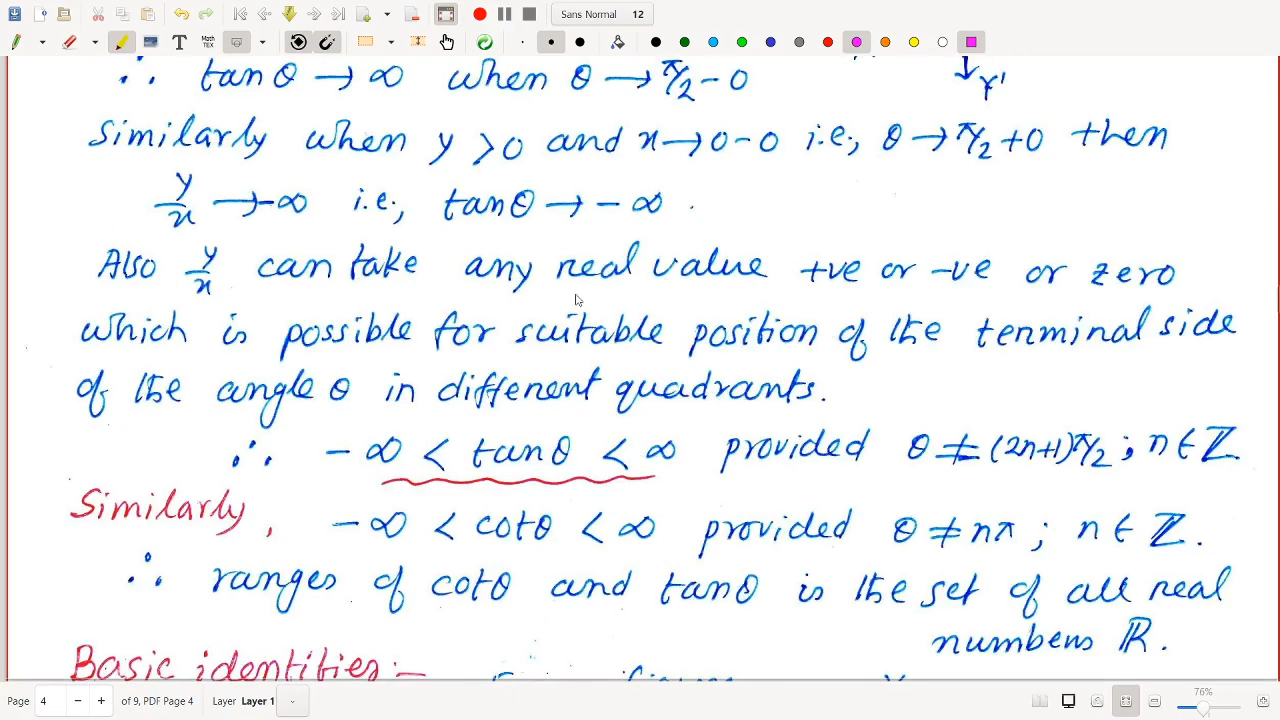 Sans Normal 12
Math TEX
∴ tanθ → ∞ when θ → π/2 - 0
Y'
Similarly when y > 0 and x → 0-0 i.e., θ → π/2 + 0 then
y/x → -∞ i.e., tanθ → -∞ .
Also y/x can take any real value +ve or -ve or zero
which is possible for suitable position of the terminal side
of the angle θ in different quadrants.
∴ -∞ < tanθ < ∞ provided θ ≠ (2n+1)π/2 ; n ∈ ℤ.
Similarly, -∞ < cotθ < ∞ provided θ ≠ nπ ; n ∈ ℤ.
∴ ranges of cotθ and tanθ is the set of all real
numbers ℝ.
Basic identities:-
Page 4 of 9, PDF Page 4 Layer Layer 1 76%